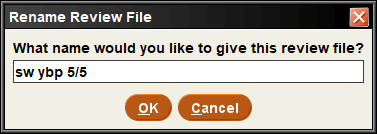 Rename Review File
What name would you like to give this review file?
sw ybp 5/5
OK Cancel